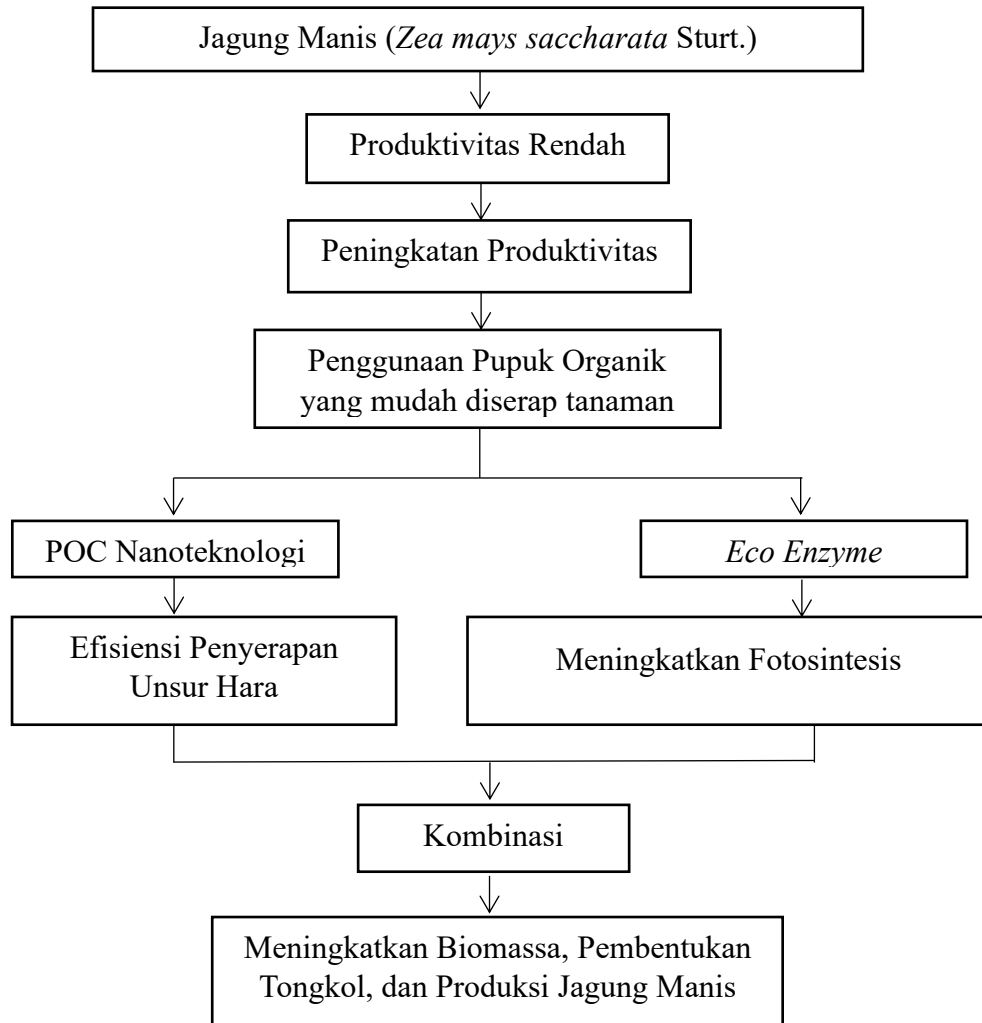 Jagung Manis (Zea mays saccharata Sturt.)
Produktivitas Rendah
Peningkatan Produktivitas
Penggunaan Pupuk Organik
yang mudah diserap tanaman
POC Nanoteknologi
Eco Enzyme
Efisiensi Penyerapan
Unsur Hara
Meningkatkan Fotosintesis
Kombinasi
Meningkatkan Biomassa, Pembentukan
Tongkol, dan Produksi Jagung Manis